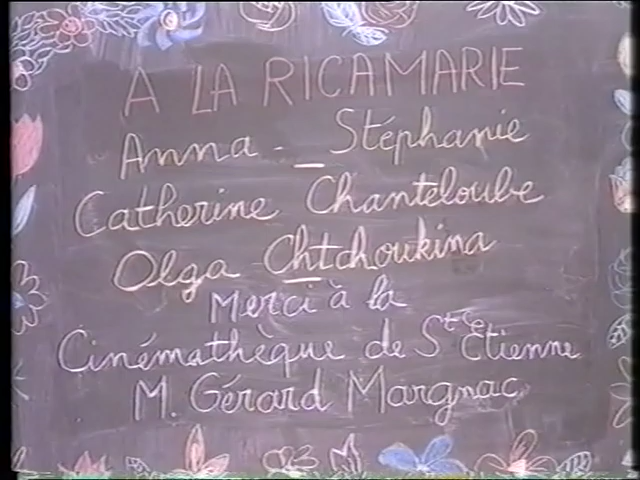 A LA RICAMARIE
Anna - Stéphanie
Catherine Chanteloube
Olga Chtchoukina
Merci à la
Cinémathèque de St Etienne
M. Gérard Margnac